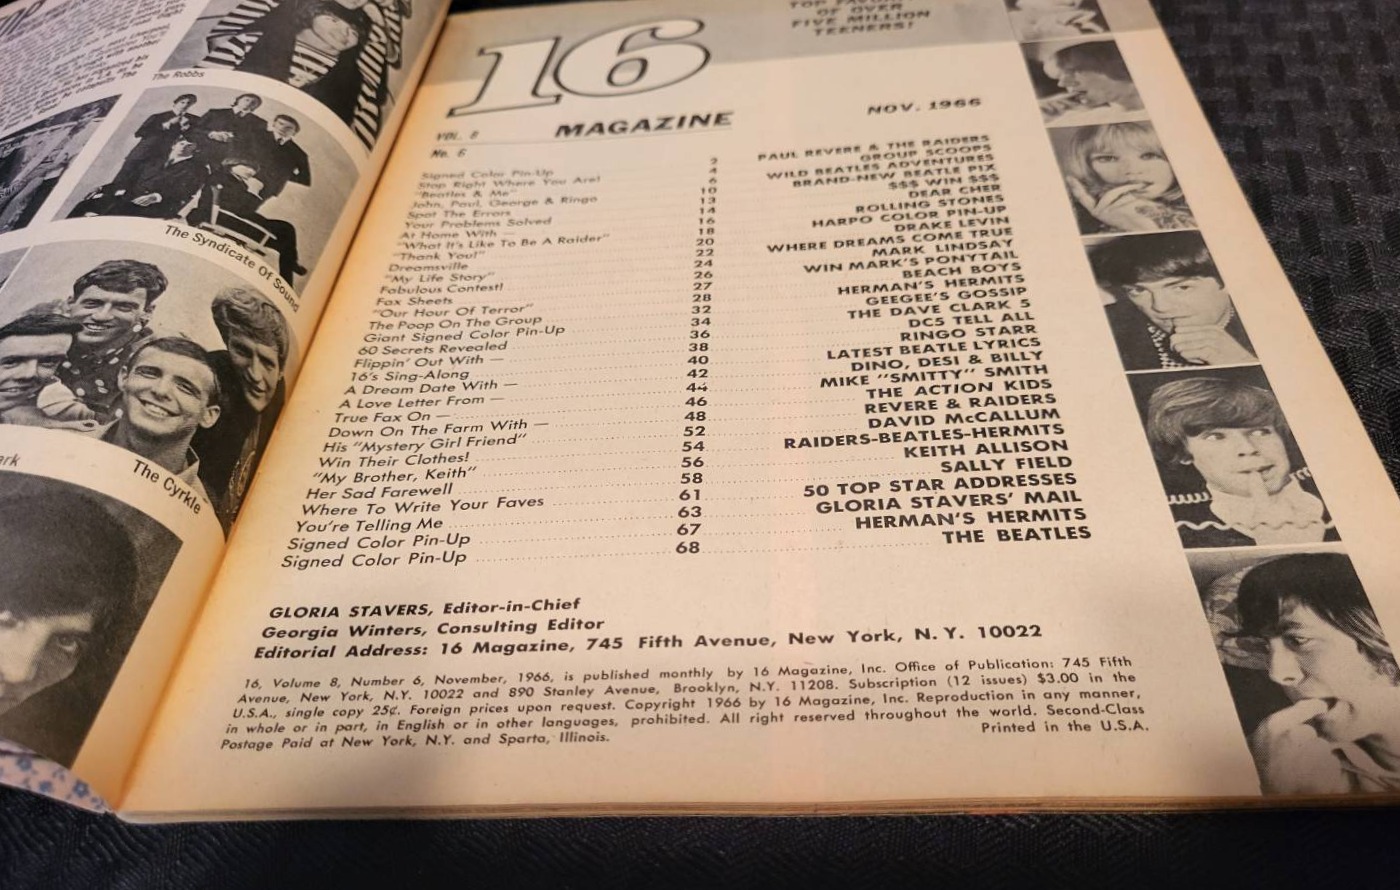 The Robbs
The Syndicate Of Sound
The Cyrkle
ark
OF OVER
FIVE MILLION
TEENERS!
16
MAGAZINE
NOV. 1966
VOL. 8
No. 6
Signed Color Pin-Up 2 PAUL REVERE & THE RAIDERS
Stop Right Where You Are! 4 GROUP SCOOPS
"Beatles & Me" 6 WILD BEATLES ADVENTURES
John, Paul, George & Ringo 10 BRAND-NEW BEATLE PIX
Spot The Errors 13 $$$ WIN $$$
Your Problems Solved 14 DEAR CHER
At Home With — 16 ROLLING STONES
"What It's Like To Be A Raider" 18 HARPO COLOR PIN-UP
"Thank You!" 20 DRAKE LEVIN
Dreamsville 22 WHERE DREAMS COME TRUE
"My Life Story" 24 MARK LINDSAY
Fabulous Contest! 26 WIN MARK'S PONYTAIL
Fax Sheets 27 BEACH BOYS
"Our Hour Of Terror" 28 HERMAN'S HERMITS
The Poop On The Group 32 GEEGEE'S GOSSIP
Giant Signed Color Pin-Up 34 THE DAVE CLARK 5
60 Secrets Revealed 36 DC5 TELL ALL
Flippin' Out With — 38 RINGO STARR
16's Sing-Along 40 LATEST BEATLE LYRICS
A Dream Date With — 42 DINO, DESI & BILLY
A Love Letter From — 44 MIKE "SMITTY" SMITH
True Fax On — 46 THE ACTION KIDS
Down On The Farm With — 48 REVERE & RAIDERS
His "Mystery Girl Friend" 52 DAVID McCALLUM
Win Their Clothes! 54 RAIDERS-BEATLES-HERMITS
"My Brother, Keith" 56 KEITH ALLISON
Her Sad Farewell 58 SALLY FIELD
Where To Write Your Faves 61 50 TOP STAR ADDRESSES
You're Telling Me 63 GLORIA STAVERS' MAIL
Signed Color Pin-Up 67 HERMAN'S HERMITS
Signed Color Pin-Up 68 THE BEATLES
GLORIA STAVERS, Editor-in-Chief
Georgia Winters, Consulting Editor
Editorial Address: 16 Magazine, 745 Fifth Avenue, New York, N.Y. 10022
16, Volume 8, Number 6, November, 1966, is published monthly by 16 Magazine, Inc. Office of Publication: 745 Fifth
Avenue, New York, N.Y. 10022 and 890 Stanley Avenue, Brooklyn, N.Y. 11208. Subscription (12 issues) $3.00 in the
U.S.A., single copy 25¢. Foreign prices upon request. Copyright 1966 by 16 Magazine, Inc. Reproduction in any manner,
in whole or in part, in English or in other languages, prohibited. All right reserved throughout the world. Second-Class
Postage Paid at New York, N.Y. and Sparta, Illinois. Printed in the U.S.A.